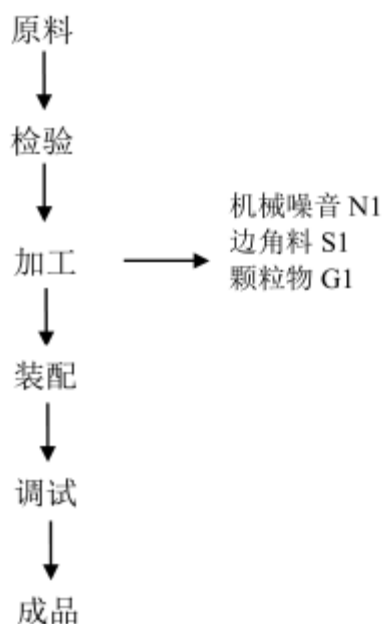 原料
检验
加工
机械噪音 N1
边角料 S1
颗粒物 G1
装配
调试
成品